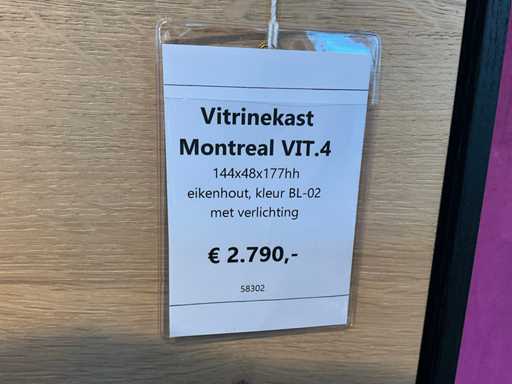 Vitrinekast
Montreal VIT.4
144x48x177hh
eikenhout, kleur BL-02
met verlichting
€ 2.790,-
58302